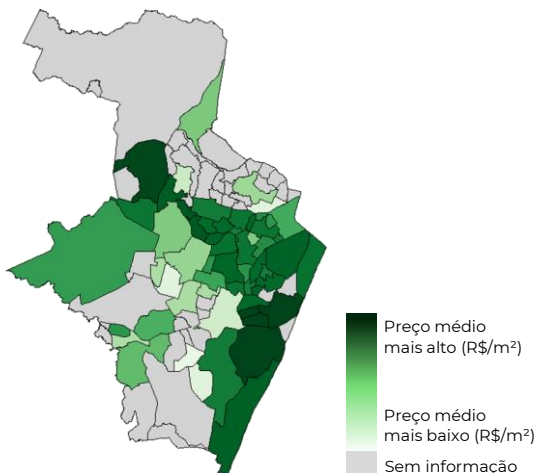 Preço médio
mais alto (R$/m²)
Preço médio
mais baixo (R$/m²)
Sem informação